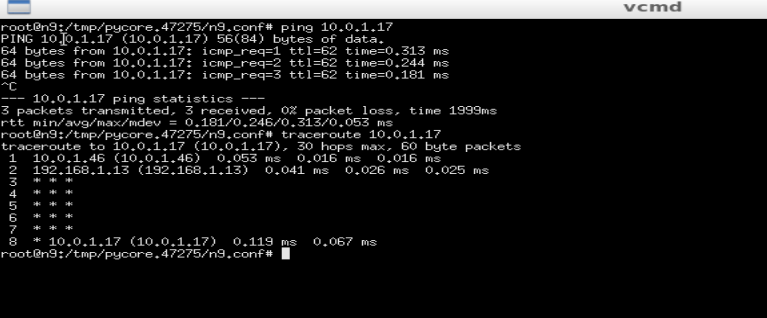 vcmd
root@n9:/tmp/pycore.47275/n9.conf# ping 10.0.1.17
PING 10.0.1.17 (10.0.1.17) 56(84) bytes of data.
64 bytes from 10.0.1.17: icmp_req=1 ttl=62 time=0.313 ms
64 bytes from 10.0.1.17: icmp_req=2 ttl=62 time=0.244 ms
64 bytes from 10.0.1.17: icmp_req=3 ttl=62 time=0.181 ms
^C
--- 10.0.1.17 ping statistics ---
3 packets transmitted, 3 received, 0% packet loss, time 1999ms
rtt min/avg/max/mdev = 0.181/0.246/0.313/0.053 ms
root@n9:/tmp/pycore.47275/n9.conf# traceroute 10.0.1.17
traceroute to 10.0.1.17 (10.0.1.17), 30 hops max, 60 byte packets
1  10.0.1.46 (10.0.1.46)  0.053 ms  0.016 ms  0.016 ms
2  192.168.1.13 (192.168.1.13)  0.041 ms  0.026 ms  0.025 ms
3  * * *
4  * * *
5  * * *
6  * * *
7  * * *
8  * 10.0.1.17 (10.0.1.17)  0.119 ms  0.067 ms
root@n9:/tmp/pycore.47275/n9.conf#